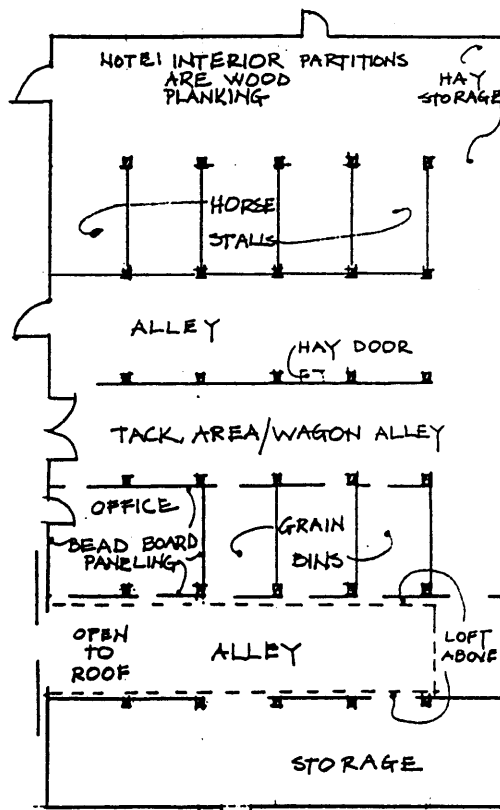 NOTE! INTERIOR PARTITIONS
ARE WOOD
PLANKING
HAY
STORAGE
HORSE
STALLS
ALLEY
HAY DOOR
TACK AREA/WAGON ALLEY
OFFICE
BEAD BOARD
PANELING
GRAIN
BINS
OPEN
TO
ROOF
ALLEY
LOFT
ABOVE
STORAGE